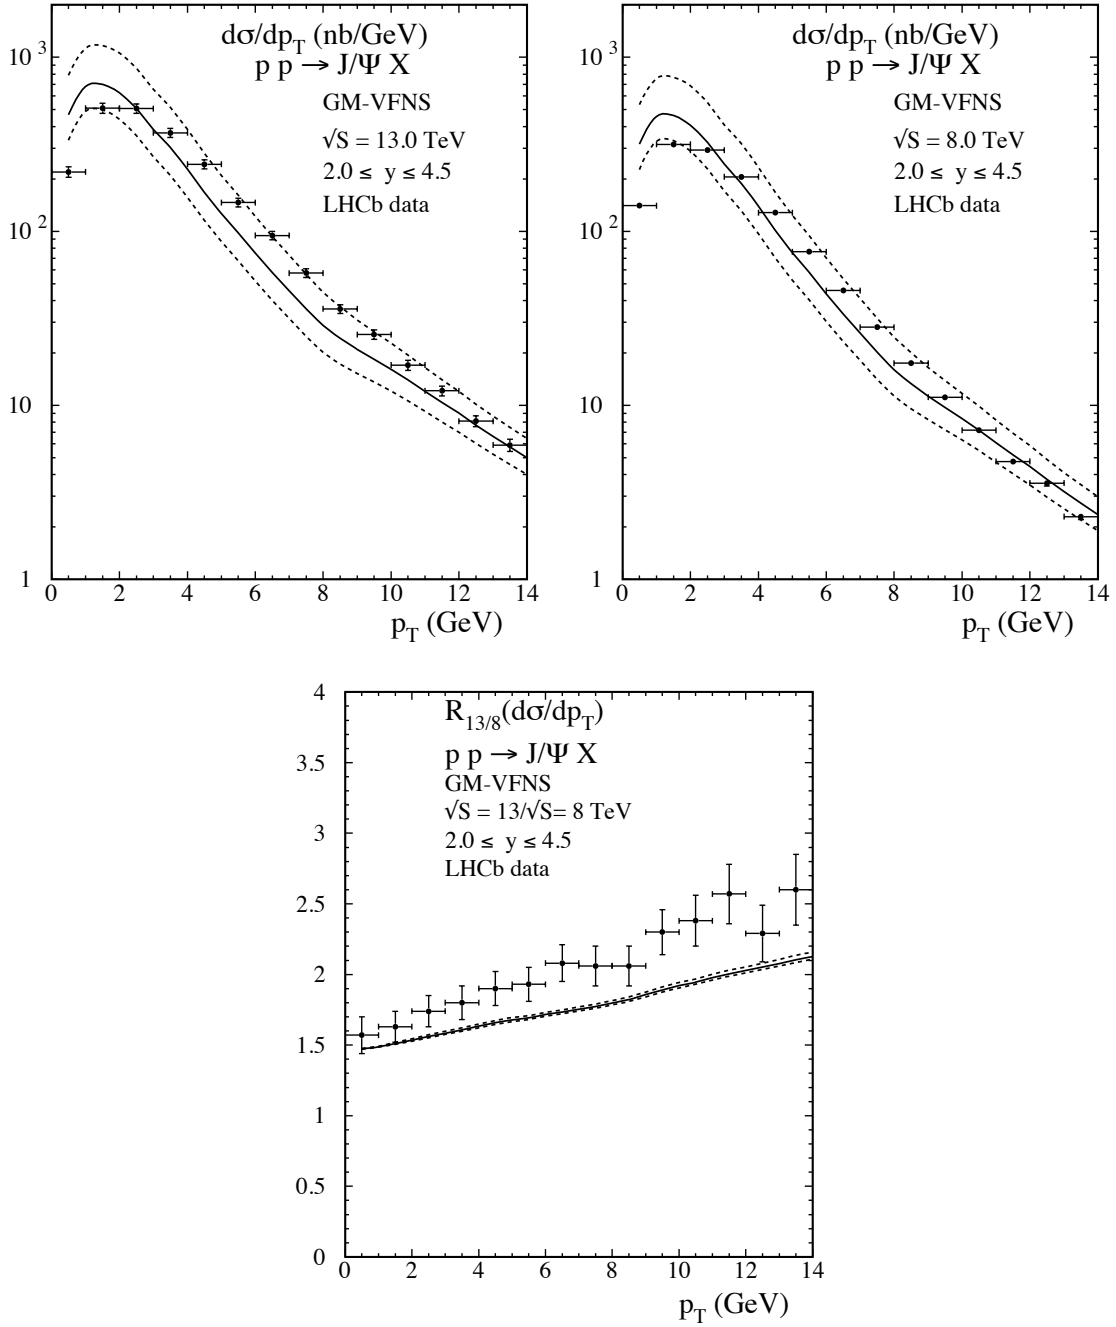 dσ/dp_T (nb/GeV)
p p → J/Ψ X
GM-VFNS
√S = 13.0 TeV
2.0 ≤ y ≤ 4.5
LHCb data
10^3
10^2
10
1
0 2 4 6 8 10 12 14
p_T (GeV)
dσ/dp_T (nb/GeV)
p p → J/Ψ X
GM-VFNS
√S = 8.0 TeV
2.0 ≤ y ≤ 4.5
LHCb data
10^3
10^2
10
1
0 2 4 6 8 10 12 14
p_T (GeV)
R_13/8(dσ/dp_T)
p p → J/Ψ X
GM-VFNS
√S = 13/√S= 8 TeV
2.0 ≤ y ≤ 4.5
LHCb data
4
3.5
3
2.5
2
1.5
1
0.5
0
0 2 4 6 8 10 12 14
p_T (GeV)